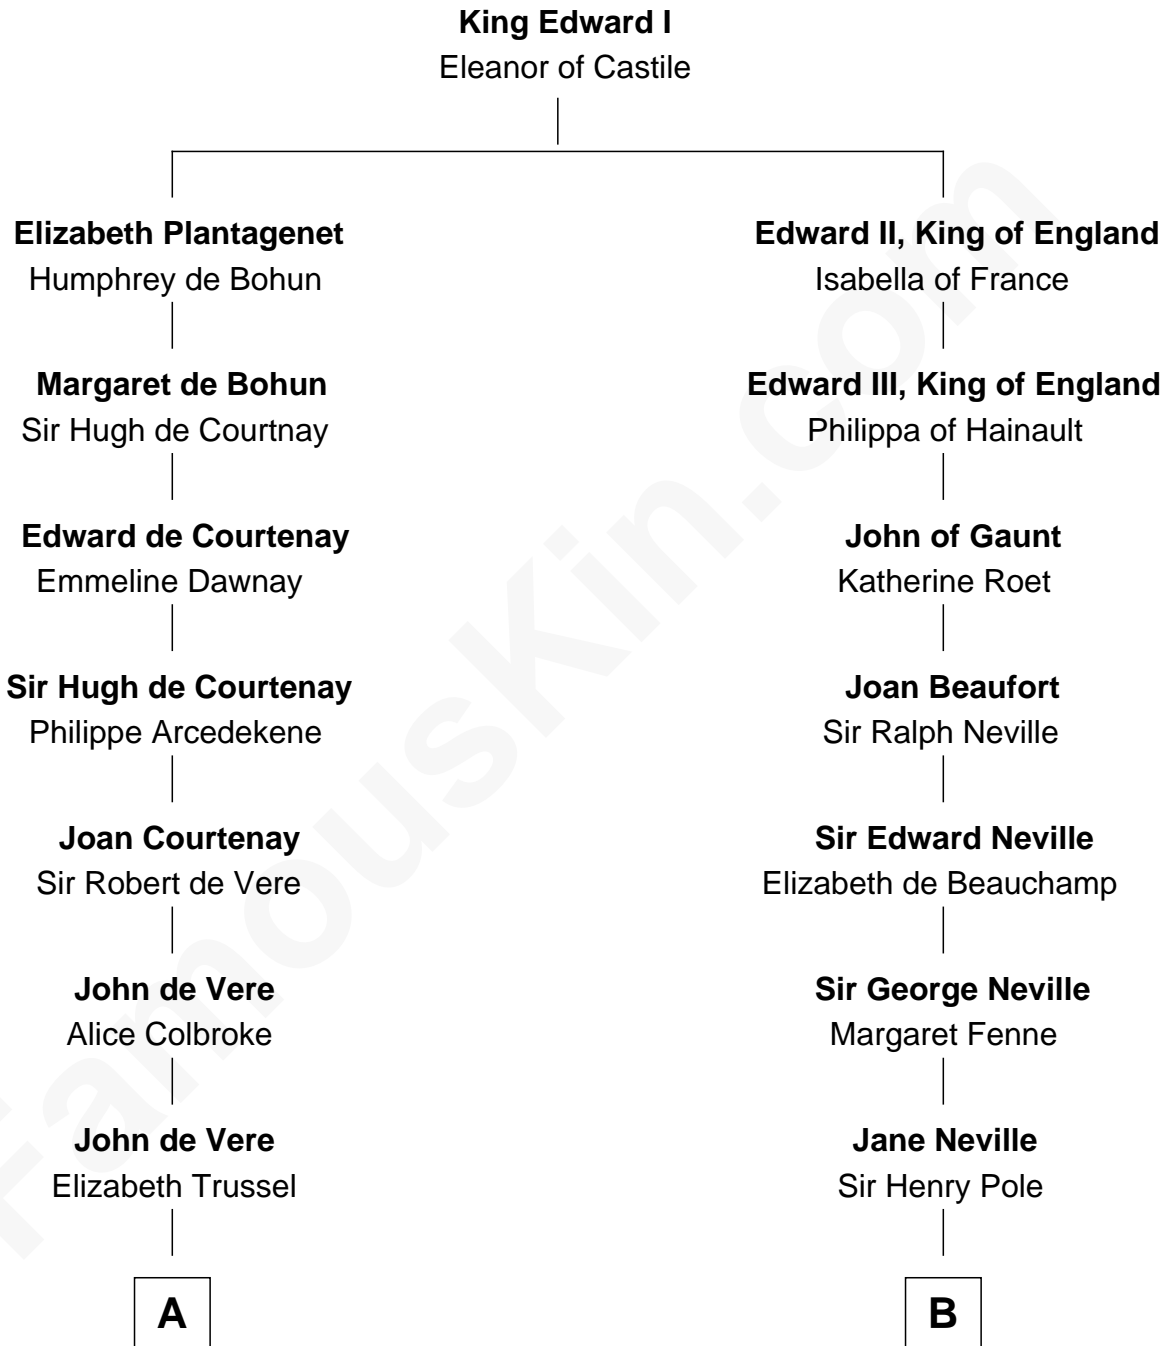 King Edward I
Eleanor of Castile
Elizabeth Plantagenet
Humphrey de Bohun
Edward II, King of England
Isabella of France
Margaret de Bohun
Sir Hugh de Courtnay
Edward III, King of England
Philippa of Hainault
Edward de Courtenay
Emmeline Dawnay
John of Gaunt
Katherine Roet
Sir Hugh de Courtenay
Philippe Arcedekene
Joan Beaufort
Sir Ralph Neville
Joan Courtenay
Sir Robert de Vere
Sir Edward Neville
Elizabeth de Beauchamp
John de Vere
Alice Colbroke
Sir George Neville
Margaret Fenne
John de Vere
Elizabeth Trussel
Jane Neville
Sir Henry Pole
A
B
FamousKin.com